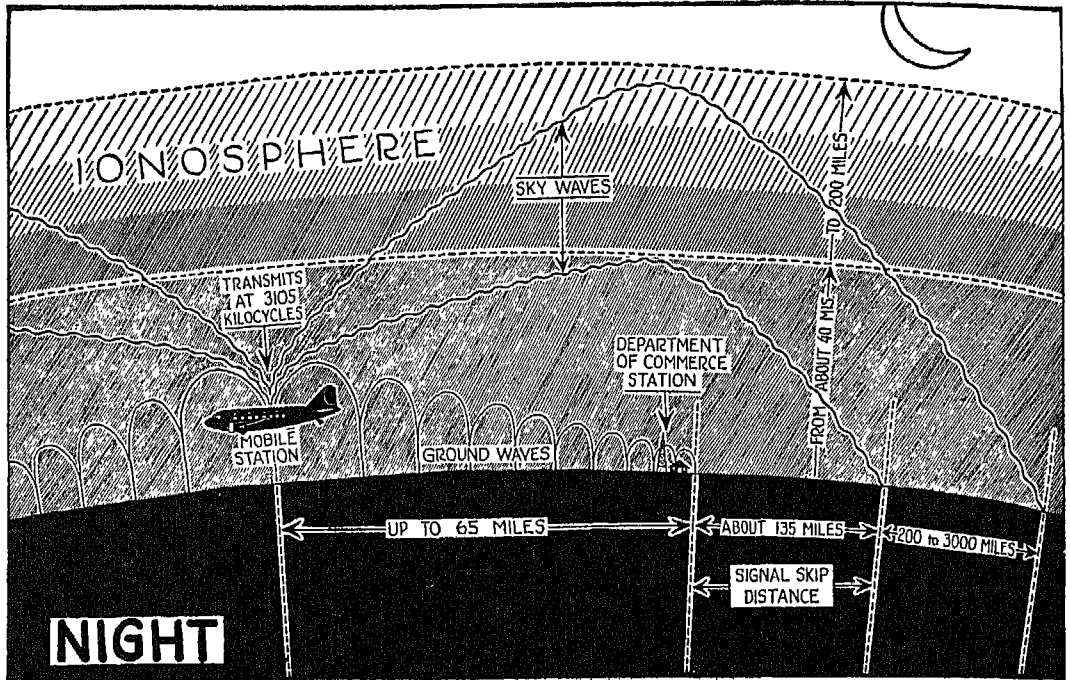 IONOSPHERE
SKY WAVES
TO 200 MILES
TRANSMITS
AT 3105
KILOCYCLES
DEPARTMENT
OF COMMERCE
STATION
FROM ABOUT 40 MIS
MOBILE
STATION
GROUND WAVES
UP TO 65 MILES
ABOUT 135 MILES
200 to 3000 MILES
SIGNAL SKIP
DISTANCE
NIGHT